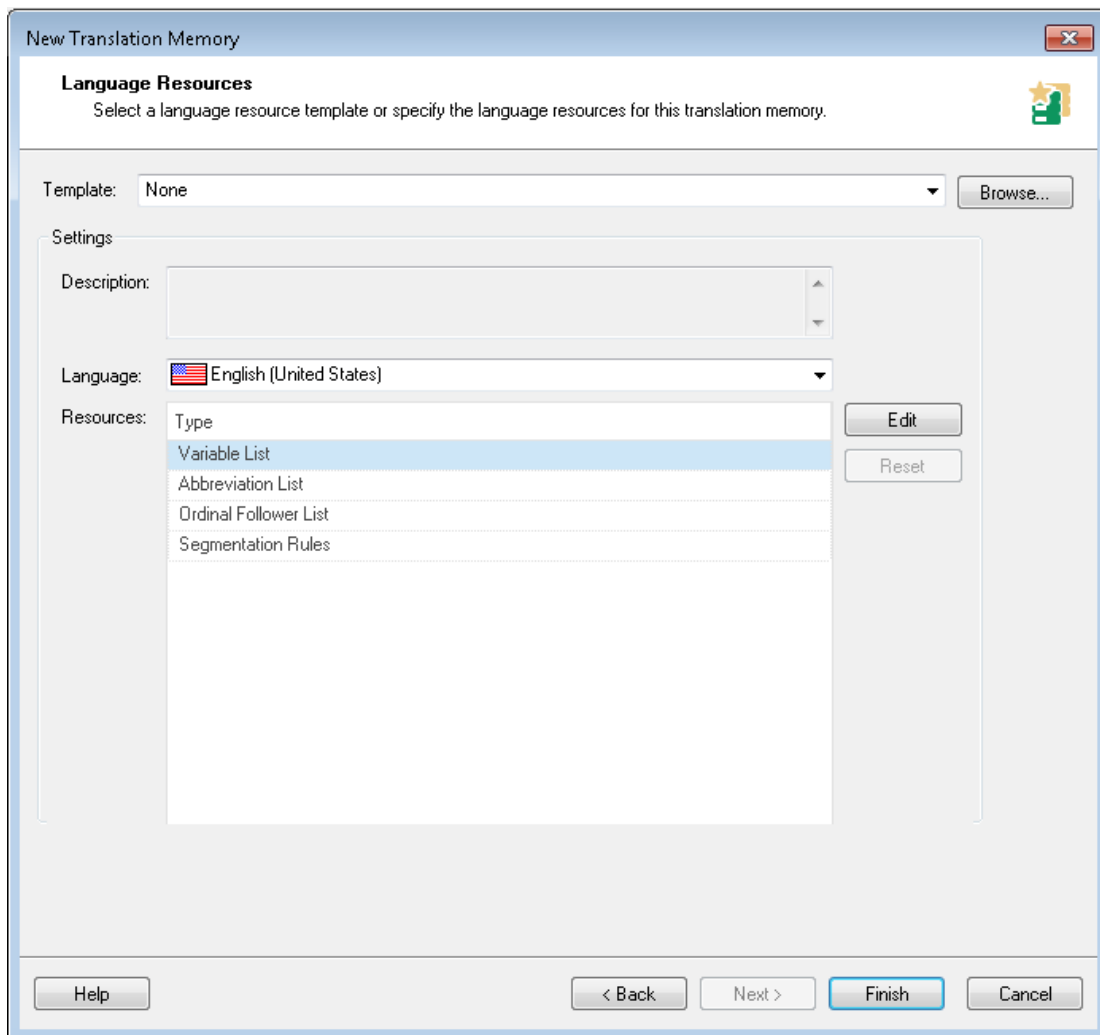 New Translation Memory
Language Resources
Select a language resource template or specify the language resources for this translation memory.
Template: None Browse...
Settings
Description:
Language: English (United States)
Resources: Type Edit
Variable List
Reset
Abbreviation List
Ordinal Follower List
Segmentation Rules
Help < Back Next > Finish Cancel